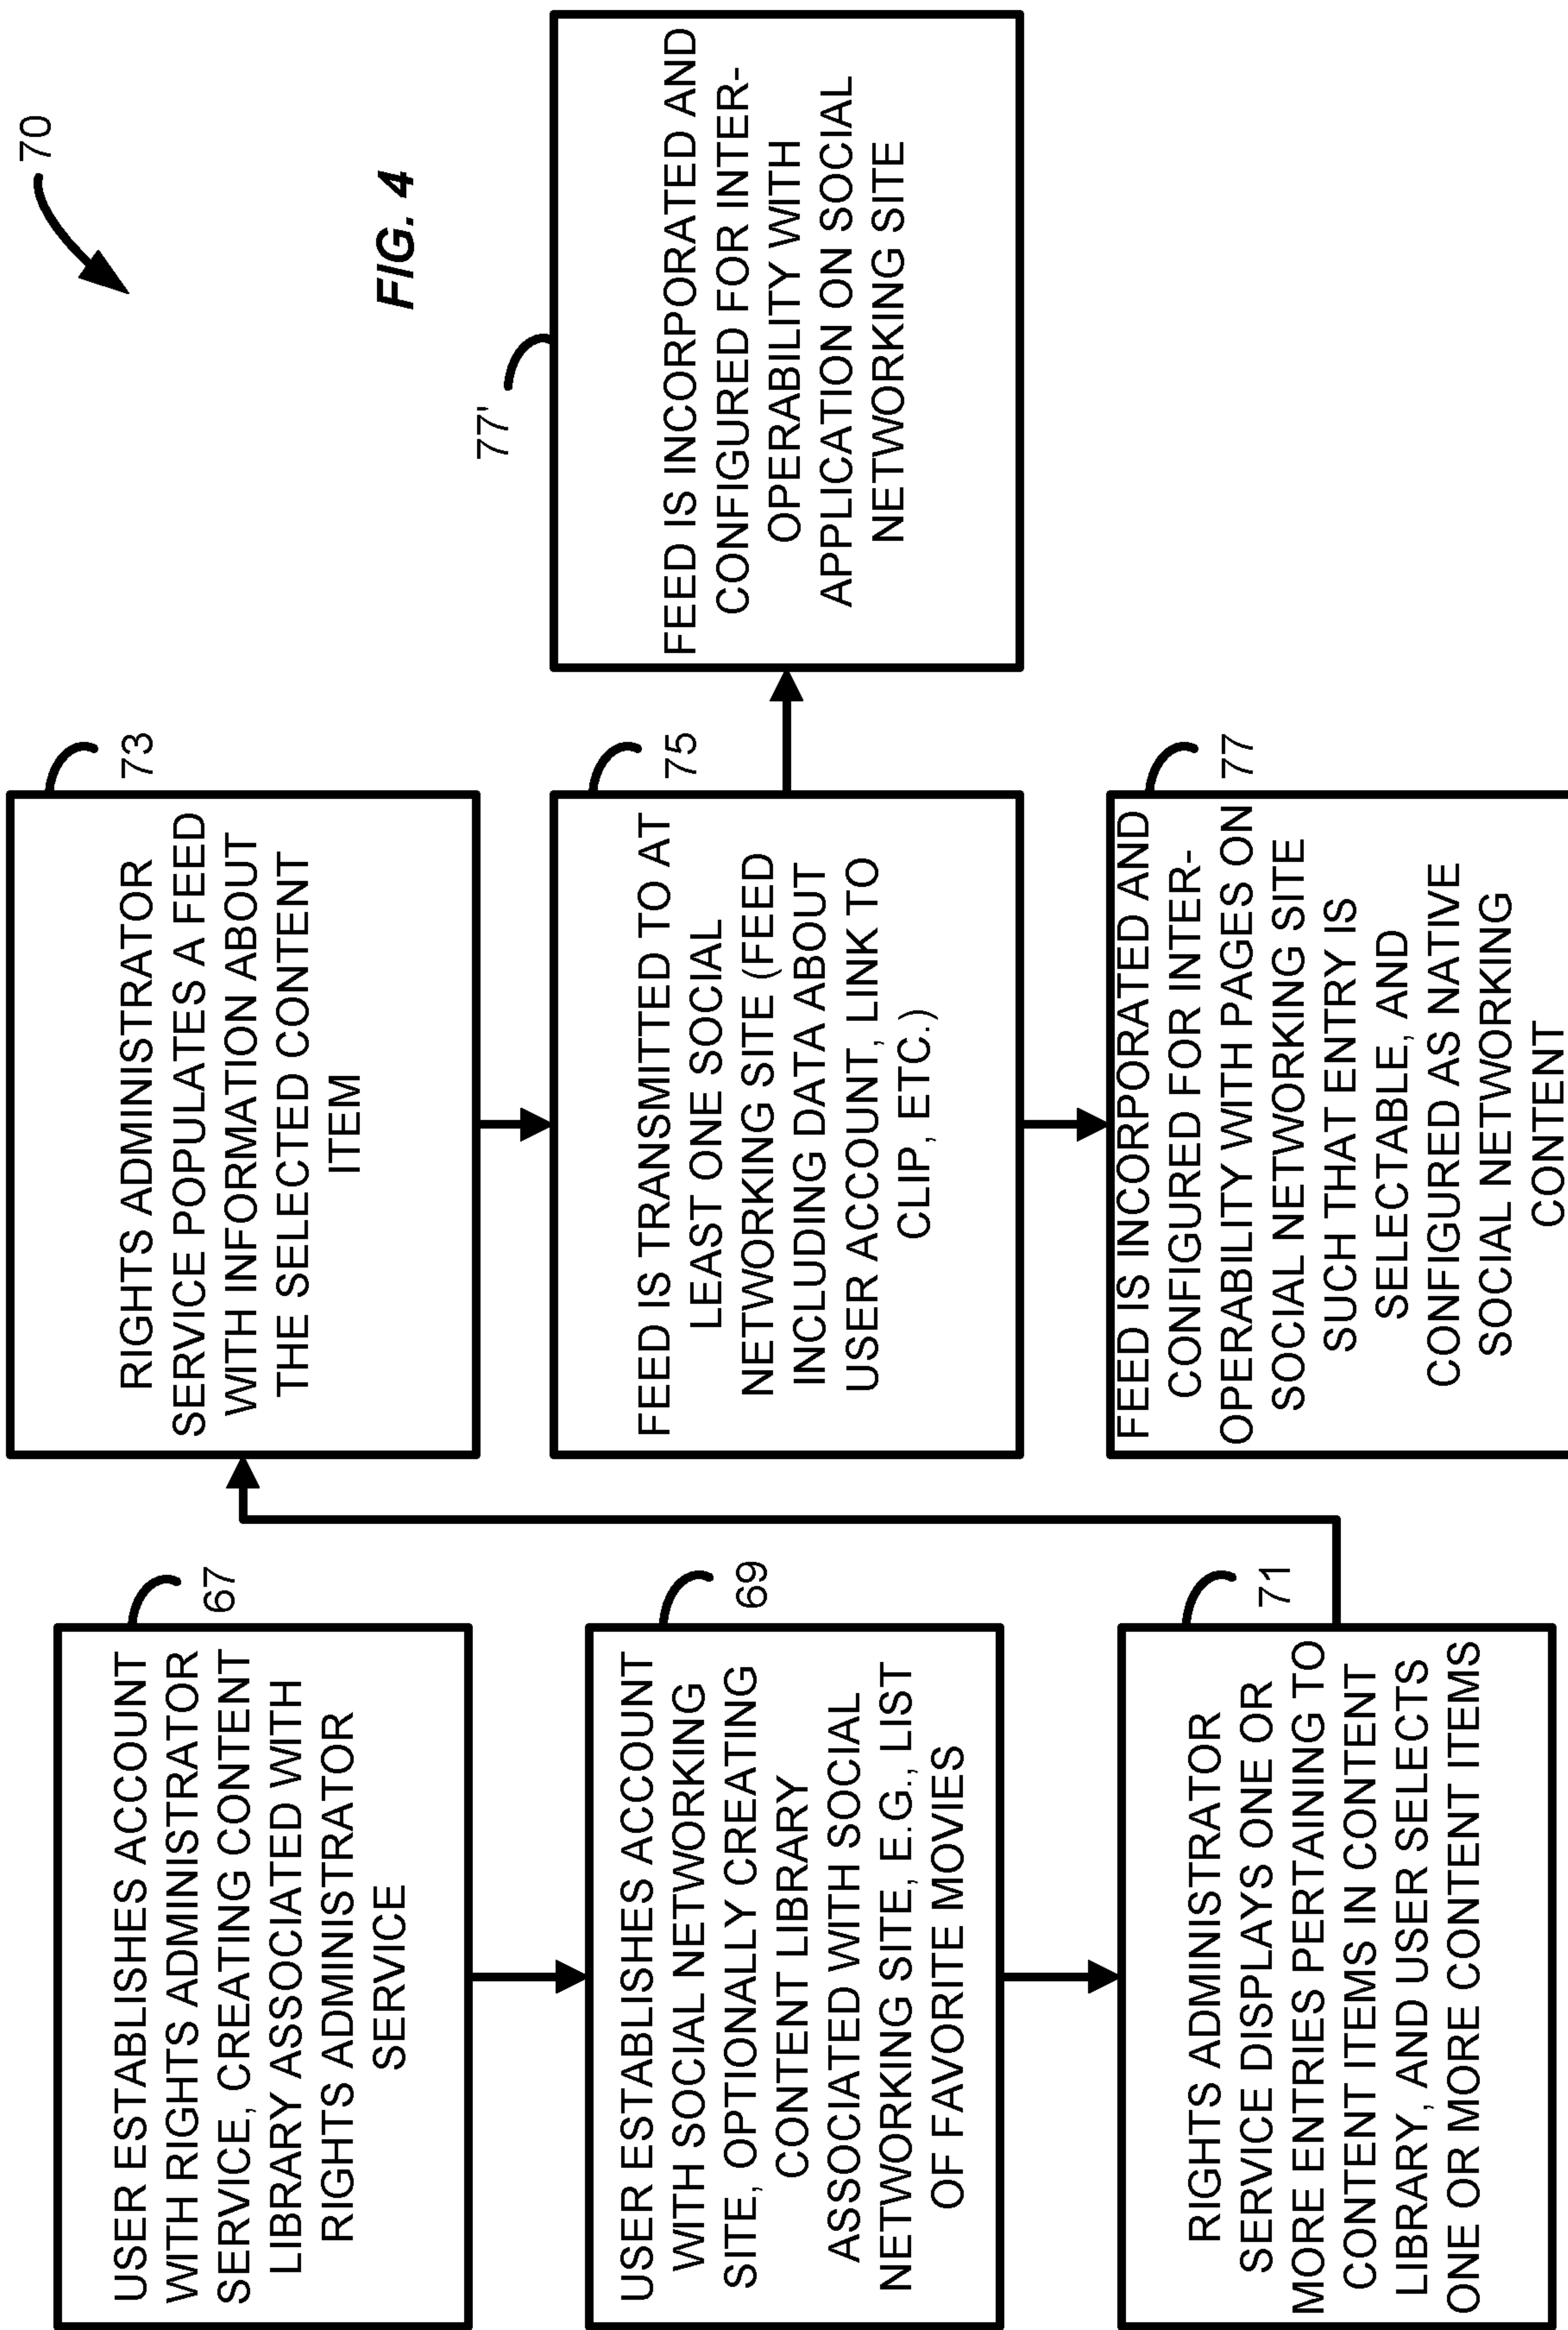 70
FIG. 4
67
USER ESTABLISHES ACCOUNT
WITH RIGHTS ADMINISTRATOR
SERVICE, CREATING CONTENT
LIBRARY ASSOCIATED WITH
RIGHTS ADMINISTRATOR
SERVICE
69
USER ESTABLISHES ACCOUNT
WITH SOCIAL NETWORKING
SITE, OPTIONALLY CREATING
CONTENT LIBRARY
ASSOCIATED WITH SOCIAL
NETWORKING SITE, E.G., LIST
OF FAVORITE MOVIES
71
RIGHTS ADMINISTRATOR
SERVICE DISPLAYS ONE OR
MORE ENTRIES PERTAINING TO
CONTENT ITEMS IN CONTENT
LIBRARY, AND USER SELECTS
ONE OR MORE CONTENT ITEMS
73
RIGHTS ADMINISTRATOR
SERVICE POPULATES A FEED
WITH INFORMATION ABOUT
THE SELECTED CONTENT
ITEM
75
FEED IS TRANSMITTED TO AT
LEAST ONE SOCIAL
NETWORKING SITE (FEED
INCLUDING DATA ABOUT
USER ACCOUNT, LINK TO
CLIP, ETC.)
77
FEED IS INCORPORATED AND
CONFIGURED FOR INTER-
OPERABILITY WITH PAGES ON
SOCIAL NETWORKING SITE
SUCH THAT ENTRY IS
SELECTABLE, AND
CONFIGURED AS NATIVE
SOCIAL NETWORKING
CONTENT
77'
FEED IS INCORPORATED AND
CONFIGURED FOR INTER-
OPERABILITY WITH
APPLICATION ON SOCIAL
NETWORKING SITE